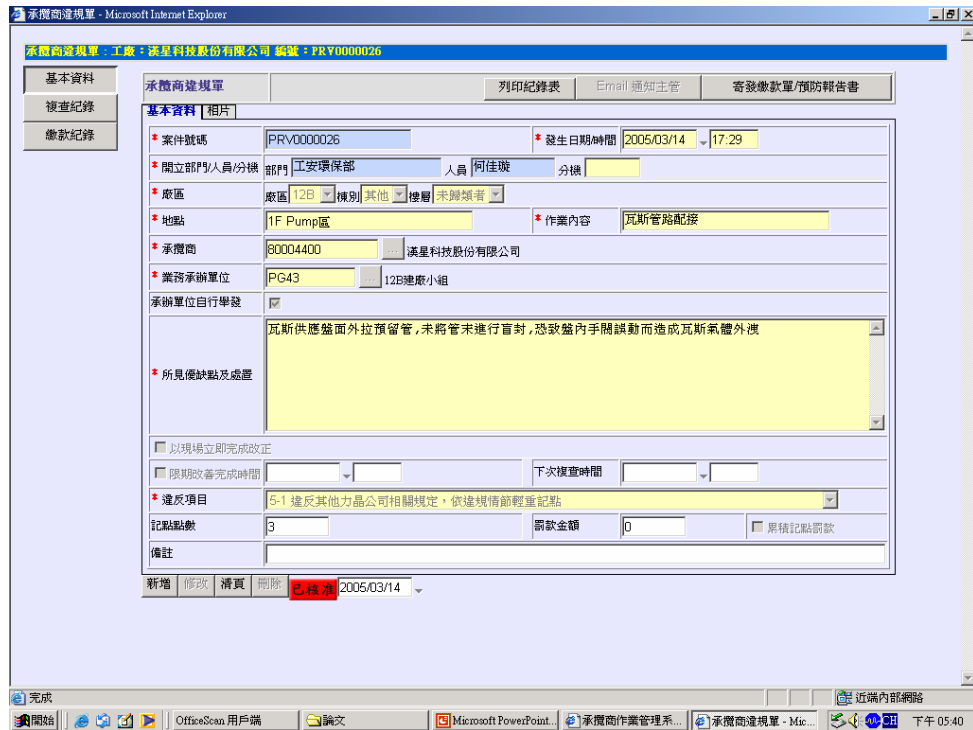 承攬商違規單 - Microsoft Internet Explorer
承攬商違規單 : 工廠 : 漢星科技股份有限公司 編號 : PRV0000026
基本資料
複查紀錄
繳款紀錄
承攬商違規單 列印紀錄表 Email 通知主管 寄發繳款單/預防報告書
基本資料 相片
* 案件號碼 PRV0000026 * 發生日期/時間 2005/03/14 17:29
* 開立部門/人員/分機 部門 工安環保部 人員 何佳璇 分機
* 廠區 廠區 12B 棟別 其他 樓層 未歸類者
* 地點 1F Pump區 * 作業內容 瓦斯管路配接
* 承攬商 80004400 ... 漢星科技股份有限公司
* 業務承辦單位 PG43 ... 12B建廠小組
承辦單位自行舉發
* 所見優缺點及處置 瓦斯供應盤面外拉預留管,未將管末進行盲封,恐致盤內手閥誤動而造成瓦斯氣體外洩
以現場立即完成改正
限期改善完成時間 下次複查時間
* 違反項目 5-1 違反其他力晶公司相關規定，依違規情節輕重記點
記點點數 3 罰款金額 0 累積記點罰款
備註
新增 修改 清頁 刪除 已核准 2005/03/14
完成 近端內部網路
開始 OfficeScan 用戶端 論文 Microsoft PowerPoint... 承攬商作業管理系... 承攬商違規單 - Mic... CH 下午 05:40